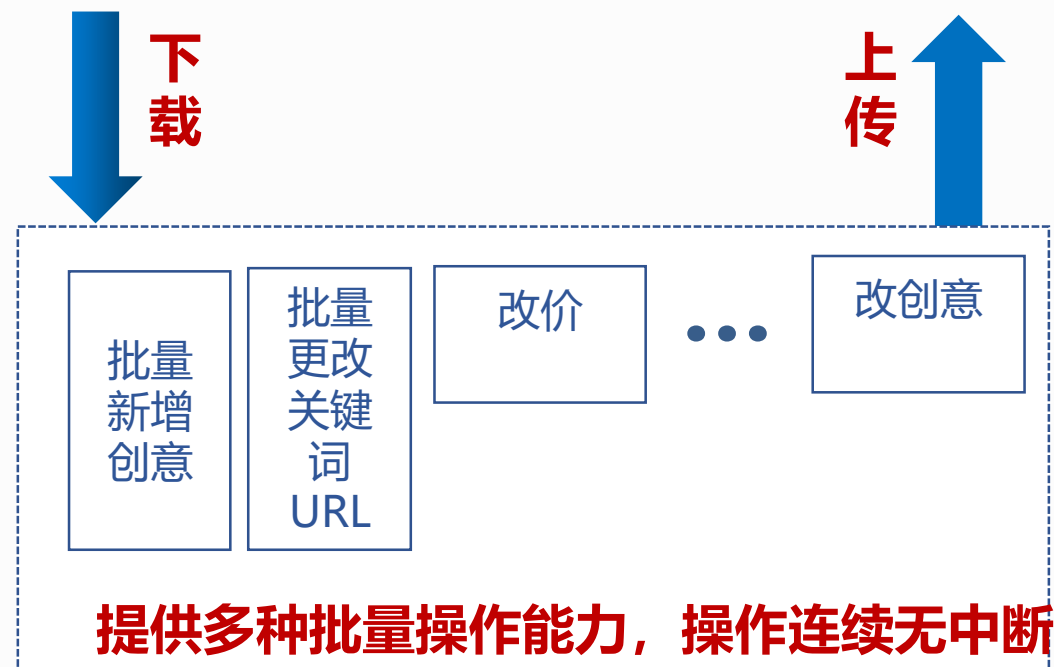 下
载
上
传
批量
新增
创意
批量
更改
关键
词
URL
改价
改创意
提供多种批量操作能力，操作连续无中断